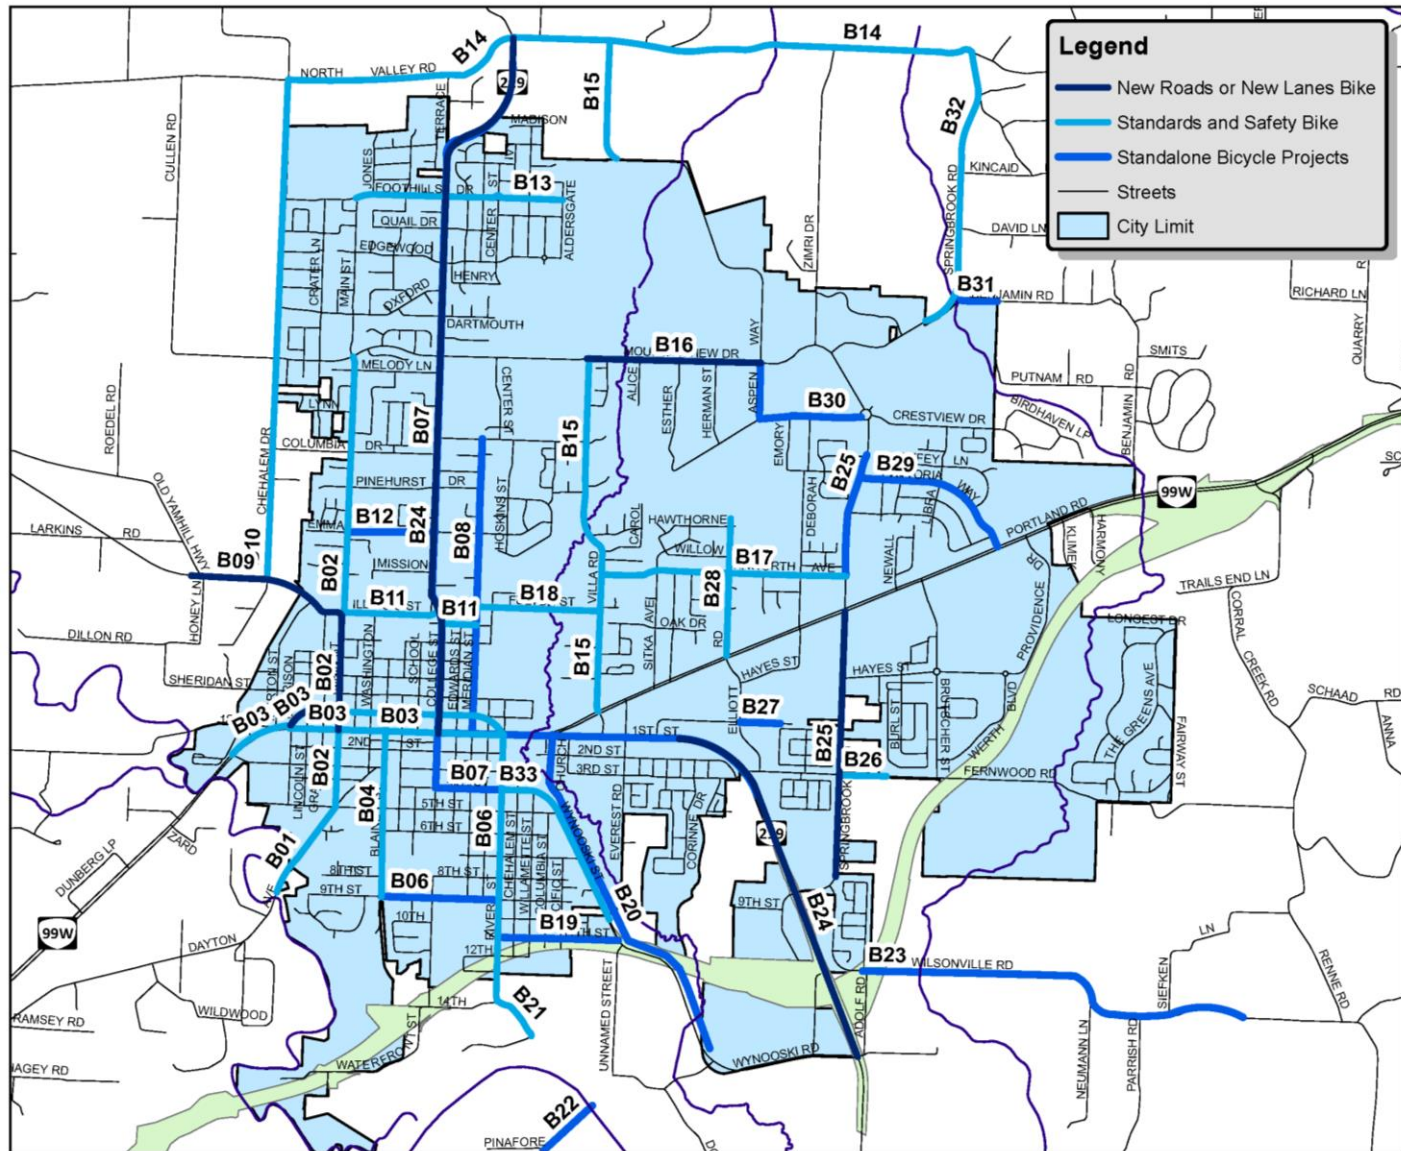 B14
B14
Legend
New Roads or New Lanes Bike
Standards and Safety Bike
Standalone Bicycle Projects
Streets
City Limit
NORTH VALLEY RD
219
B15
B32
CULLEN RD
TERRACE
MADISON
JONES
KINCAID
FOOTHILLS DR
ST
B13
ALDERSGATE
SPRINGBROOK RD
QUAIL DR
CENTER
ZIMRI DR
DAVID LN
EDGEWOOD
CRATER LN
MAIN ST
HENRY
OXFORD
B31
JAMIN RD
RICHARD LN
DARTMOUTH
WAY
QUARRY
B16
MOU
EW DR
MELODY LN
CENTER ST
ALICE
ESTHER
HERMAN ST
ASPEN
SMITS
PUTNAM RD
BENJAMIN RD
LYNN
ROEDEL RD
B07
B30
CRESTVIEW DR
BIRDHAVEN LP
CHEHALEM DR
COLUMBIA DR
B15
EMORY
B25
B29
FEY LN
ORIA WAY
OLD YAMHILL HWY
PINEHURST DR
HOSKINS ST
DEBORAH
LIBRA
99W
LARKINS RD
EMMA
B12
B24
B08
CAROL
HAWTHORNE
PORTLAND RD
KLIMEK
HARMONY
10
B09
B02
MISSION
WILLOW
B17
ORTH AVE
NEWALL
DR
HONEY LN
B11
ST
B11
B18
ST
VILLA RD
B28
TRAILS END LN
DILLON RD
WASHINGTON
SCHOOL
COLLEGE ST
EDWARDS ST
MERIDIAN ST
B15
SITKA AVE
OAK DR
RD
PROVIDENCE
LONGEST DR
CORRAL CREEK RD
SHERIDAN ST
B02
HAYES ST
HAYES ST
THE GREENS AVE
SCHAAD RD
B03
B03
B03
B03
ELLIOTT
B27
B25
BURL ST
BRUTSCHER ST
BLVD
WERTH
FAIRWAY ST
ANNA
1ST ST
2ND ST
2ND ST
CHURCH
3RD ST
B02
LINCOLN ST
B07
B33
B26
FERNWOOD RD
B04
5TH ST
6TH ST
B06
WYNOOSKI ST
EVEREST RD
CORINNE DR
219
SPRINGBROOK
ZARD
B01
CHEHALEM ST
WILLAMETTE ST
DUNBERG LP
8TH ST
AVE
9TH ST
B06
B20
9TH ST
B24
99W
10TH
B19
DAYTON
12TH
B23
WILSONVILLE RD
LN
SIEFKEN
RENNE RD
WILDWOOD
14TH
B21
UNNAMED STREET
ADOLF RD
RAMSEY RD
WATERFRONT ST
WYNOOSKI RD
NEUMANN LN
PARRISH RD
HAGEY RD
B22
PINAFORE